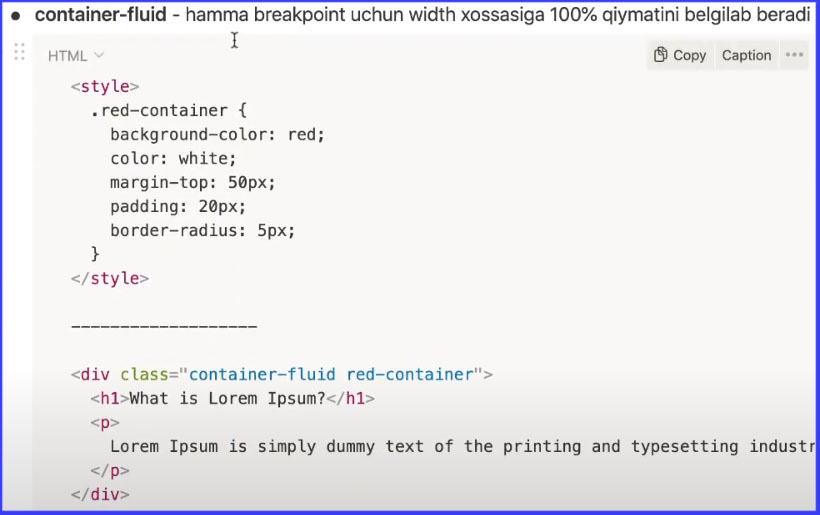 • container-fluid - hamma breakpoint uchun width xossasiga 100% qiymatini belgilab beradi
HTML Copy Caption •••
<style>
  .red-container {
    background-color: red;
    color: white;
    margin-top: 50px;
    padding: 20px;
    border-radius: 5px;
  }
</style>
-------------------
<div class="container-fluid red-container">
  <h1>What is Lorem Ipsum?</h1>
  <p>
    Lorem Ipsum is simply dummy text of the printing and typesetting industr
  </p>
</div>